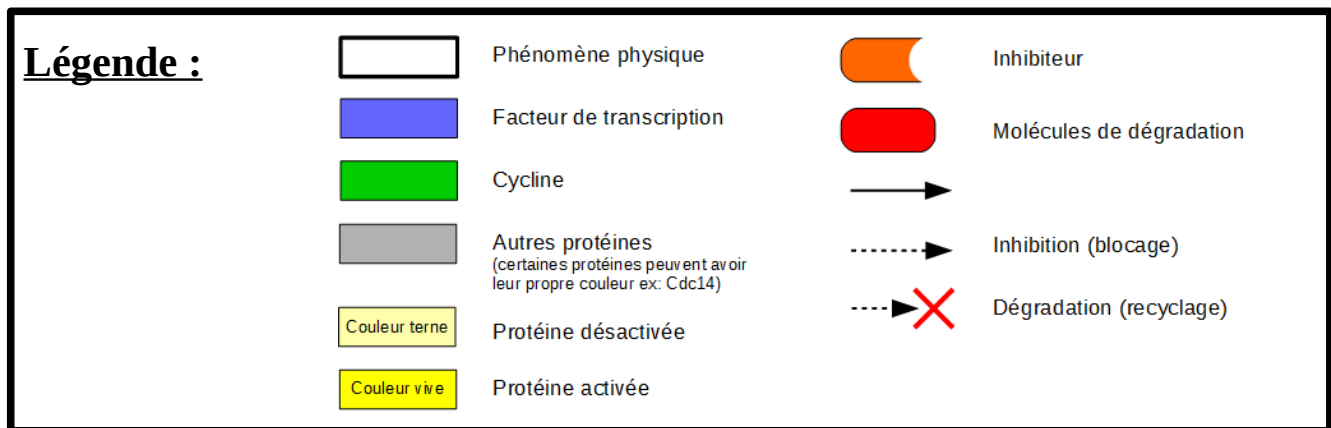 Légende :
Phénomène physique
Facteur de transcription
Cycline
Autres protéines
(certaines protéines peuvent avoir
leur propre couleur ex: Cdc14)
Couleur terne
Protéine désactivée
Couleur vive
Protéine activée
Inhibiteur
Molécules de dégradation
Inhibition (blocage)
Dégradation (recyclage)